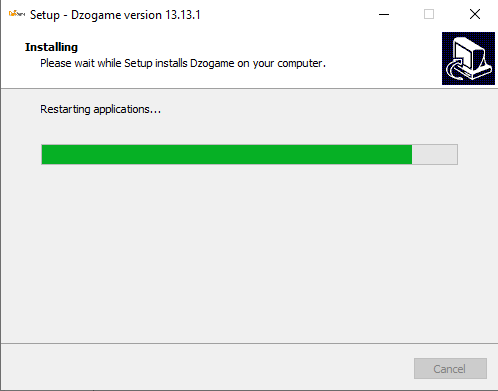 Setup - Dzogame version 13.13.1
Installing
Please wait while Setup installs Dzogame on your computer.
Restarting applications...
Cancel